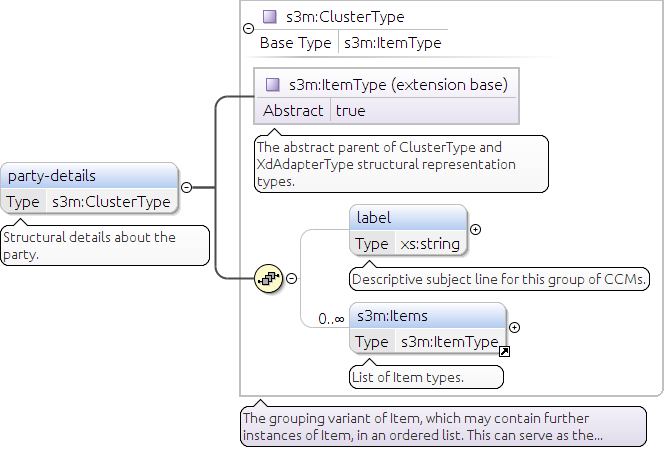 s3m:ClusterType
Base Type s3m:ItemType
s3m:ItemType (extension base)
Abstract true
The abstract parent of ClusterType and
XdAdapterType structural representation
types.
party-details
Type s3m:ClusterType
Structural details about the
party.
label
Type xs:string
Descriptive subject line for this group of CCMs.
0..∞
s3m:Items
Type s3m:ItemType
List of Item types.
The grouping variant of Item, which may contain further
instances of Item, in an ordered list. This can serve as the...